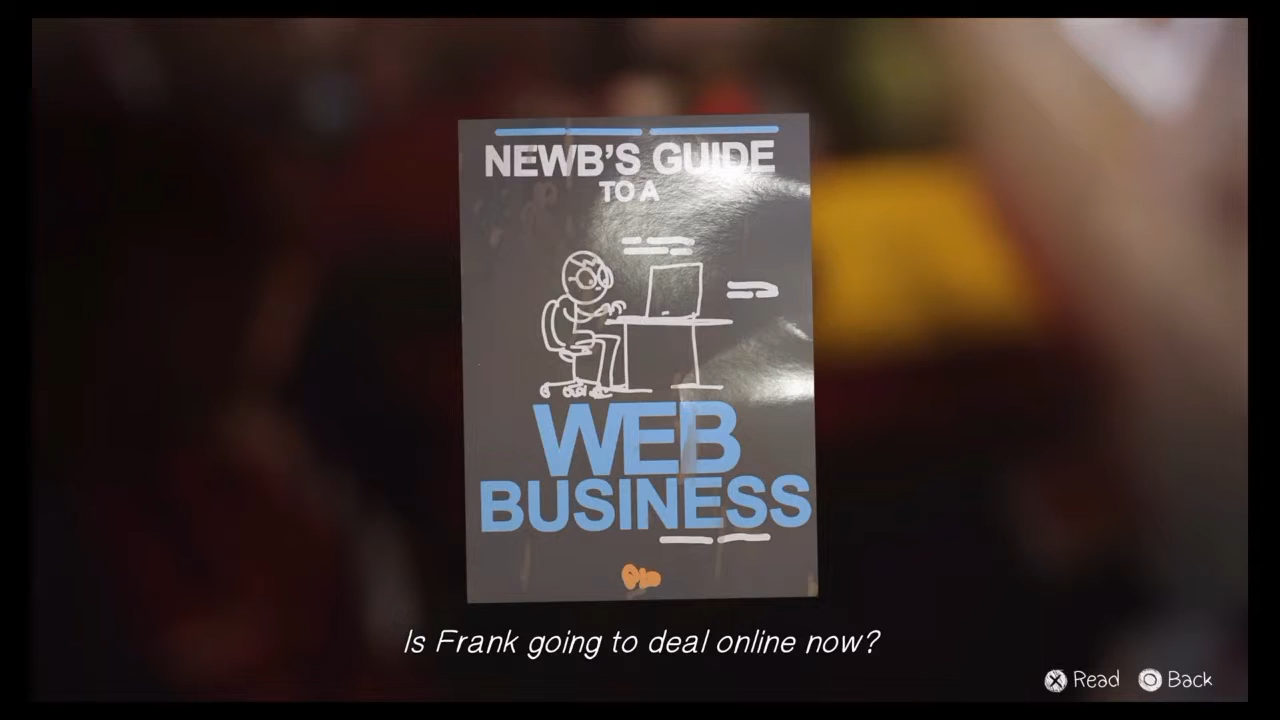 NEWB'S GUIDE
TO A
WEB
BUSINESS
Is Frank going to deal online now?
Read Back